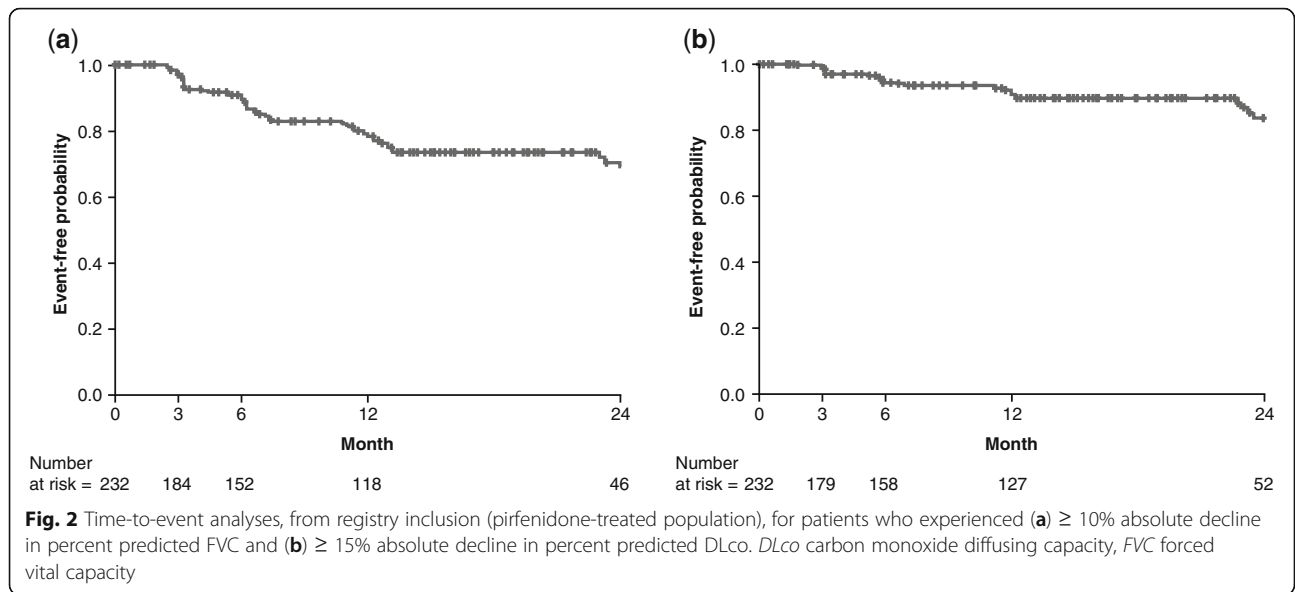 (a)
1.0
0.8
0.6
0.4
0.2
0.0
Event-free probability
0 3 6 12 24
Month
Number
at risk = 232 184 152 118 46
(b)
1.0
0.8
0.6
0.4
0.2
0.0
Event-free probability
0 3 6 12 24
Month
Number
at risk = 232 179 158 127 52
Fig. 2 Time-to-event analyses, from registry inclusion (pirfenidone-treated population), for patients who experienced (a) ≥ 10% absolute decline
in percent predicted FVC and (b) ≥ 15% absolute decline in percent predicted DLco. DLco carbon monoxide diffusing capacity, FVC forced
vital capacity